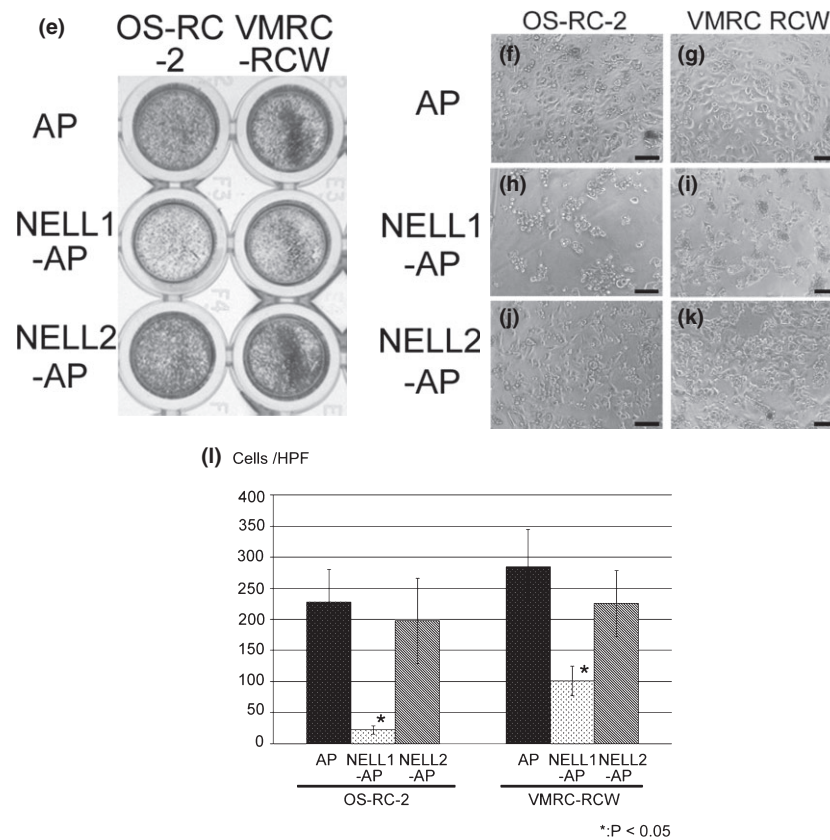 (e)
OS-RC
-2
VMRC
-RCW
AP
NELL1
-AP
NELL2
-AP
OS-RC-2
VMRC RCW
AP
NELL1
-AP
NELL2
-AP
(f)
(g)
(h)
(i)
(j)
(k)
(l) Cells /HPF
400
350
300
250
200
150
100
50
0
*
*
AP
NELL1
-AP
NELL2
-AP
AP
NELL1
-AP
NELL2
-AP
OS-RC-2
VMRC-RCW
*:P < 0.05